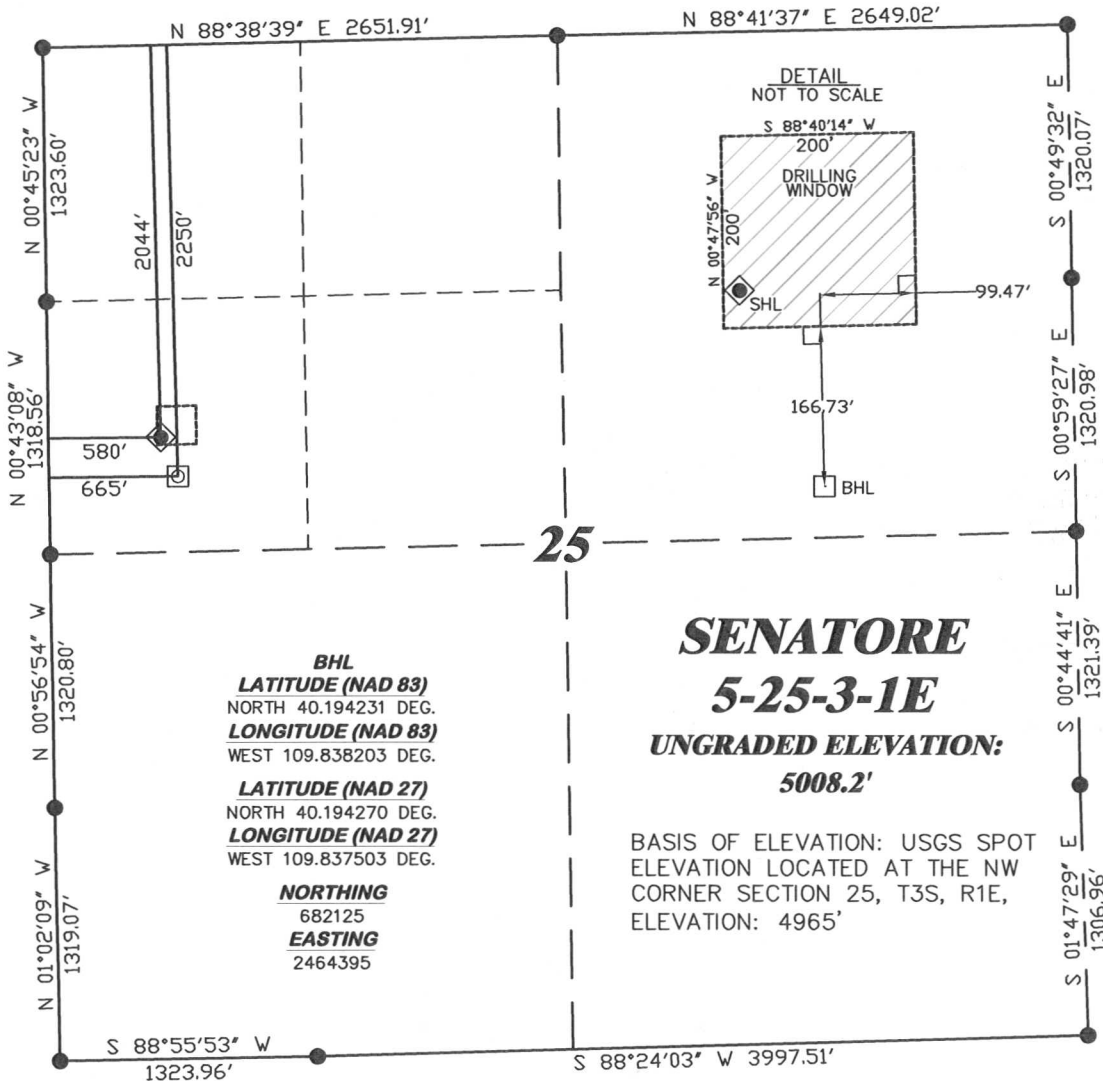 N 88°38'39" E 2651.91'
N 88°41'37" E 2649.02'
N 00°45'23" W
1323.60'
2044'
2250'
DETAIL
NOT TO SCALE
S 88°40'14" W
200'
N 00°47'56" W
200'
DRILLING
WINDOW
SHL
99.47'
166.73'
BHL
S 00°49'32" E
1320.07'
N 00°43'08" W
1318.56'
580'
665'
S 00°59'27" E
1320.98'
25
N 00°56'54" W
1320.80'
BHL
LATITUDE (NAD 83)
NORTH 40.194231 DEG.
LONGITUDE (NAD 83)
WEST 109.838203 DEG.
LATITUDE (NAD 27)
NORTH 40.194270 DEG.
LONGITUDE (NAD 27)
WEST 109.837503 DEG.
NORTHING
682125
EASTING
2464395
SENATORE
5-25-3-1E
UNGRADED ELEVATION:
5008.2'
BASIS OF ELEVATION: USGS SPOT
ELEVATION LOCATED AT THE NW
CORNER SECTION 25, T3S, R1E,
ELEVATION: 4965'
S 00°44'41" E
1321.39'
N 01°02'09" W
1319.07'
S 01°47'29" E
1306.96'
S 88°55'53" W
1323.96'
S 88°24'03" W 3997.51'